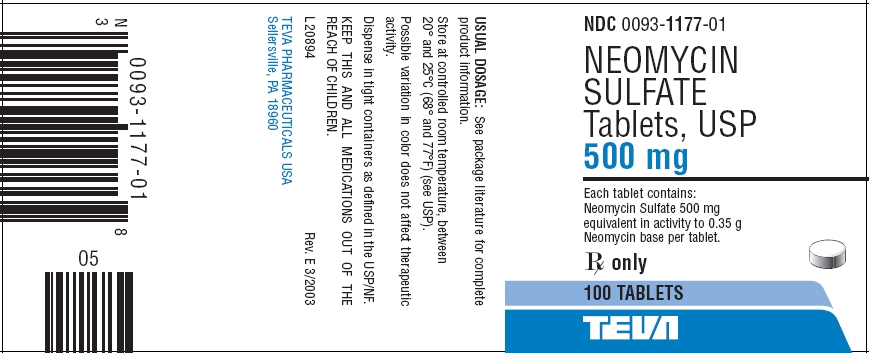 N
3
0093-1177-01
8
05
USUAL DOSAGE: See package literature for complete
product information.
Store at controlled room temperature, between
20° and 25°C (68° and 77°F) (see USP).
Possible variation in color does not affect therapeutic
activity.
Dispense in tight containers as defined in the USP/NF.
KEEP THIS AND ALL MEDICATIONS OUT OF THE
REACH OF CHILDREN.
L20894 Rev. E 3/2003
TEVA PHARMACEUTICALS USA
Sellersville, PA 18960
NDC 0093-1177-01
NEOMYCIN
SULFATE
Tablets, USP
500 mg
Each tablet contains:
Neomycin Sulfate 500 mg
equivalent in activity to 0.35 g
Neomycin base per tablet.
℞ only
100 TABLETS
TEVA